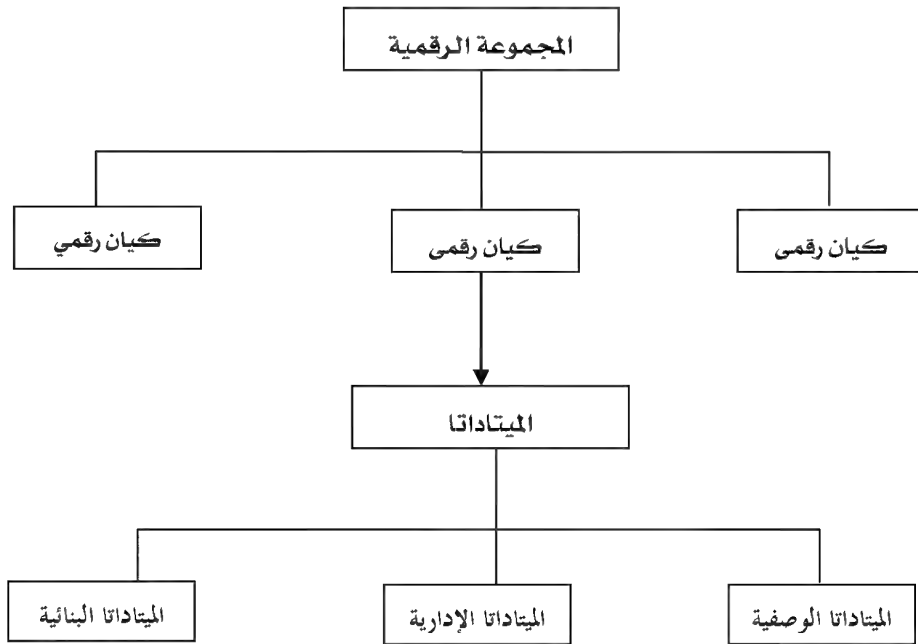 المجموعة الرقمية
كيان رقمى
كيان رقمى
كيان رقمي
الميتاداتا
الميتاداتا الوصفية
الميتاداتا الإدارية
الميتاداتا البنائية